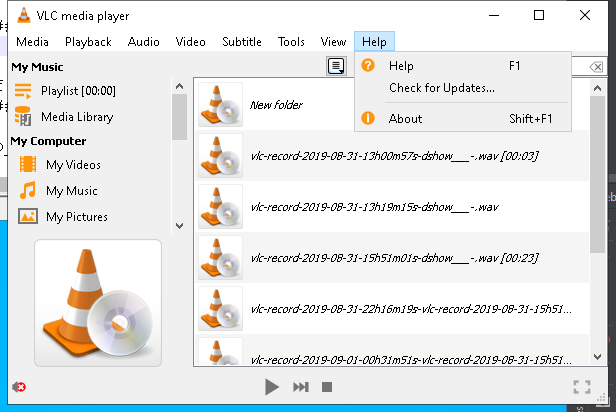 VLC media player
Media Playback Audio Video Subtitle Tools View Help
My Music
Playlist [00:00]
Media Library
My Computer
My Videos
My Music
My Pictures
Help F1
Check for Updates...
About Shift+F1
New folder
vlc-record-2019-08-31-13h00m57s-dshow___-.wav [00:03]
vlc-record-2019-08-31-13h19m15s-dshow___-.wav
vlc-record-2019-08-31-15h51m01s-dshow___-.wav [00:23]
vlc-record-2019-08-31-22h16m19s-vlc-record-2019-08-31-15h51...
vlc-record-2019-09-01-00h31m51s-vlc-record-2019-08-31-15h51...